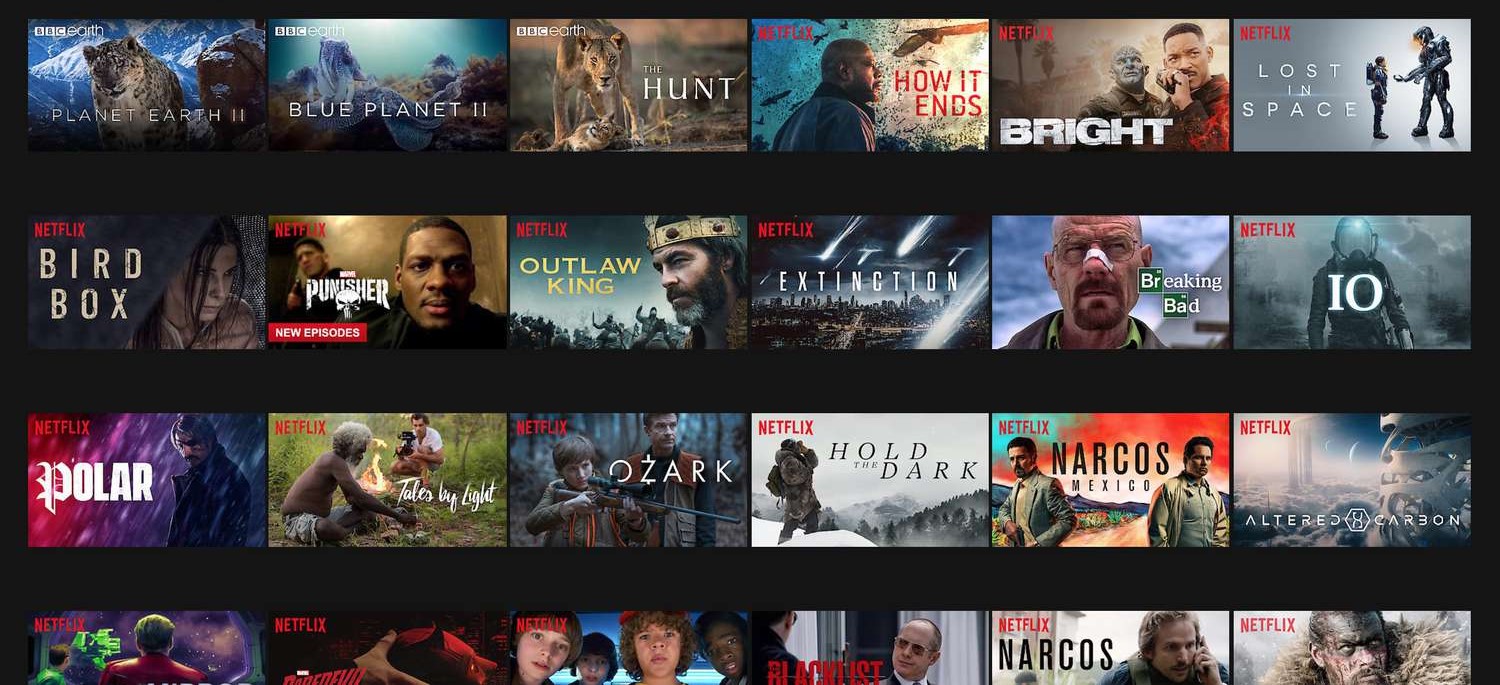 BBC earth
PLANET EARTH II
BBC earth
BLUE PLANET II
BBC earth
THE
HUNT
NETFLIX
HOW IT
ENDS
NETFLIX
BRIGHT
NETFLIX
LOST
IN
SPACE
NETFLIX
BIRD
BOX
NETFLIX
MARVEL
PUNISHER
NEW EPISODES
NETFLIX
OUTLAW
KING
NETFLIX
EXTINCTION
Breaking
Bad
NETFLIX
IO
NETFLIX
POLAR
NETFLIX
Tales by Light
NETFLIX
OZARK
NETFLIX
HOLD
THE DARK
NETFLIX
NARCOS
MEXICO
NETFLIX
ALTERED CARBON
NETFLIX
NETFLIX
MARVEL
DAREDEVIL
NETFLIX
BLACKLIST
NETFLIX
NARCOS
NETFLIX